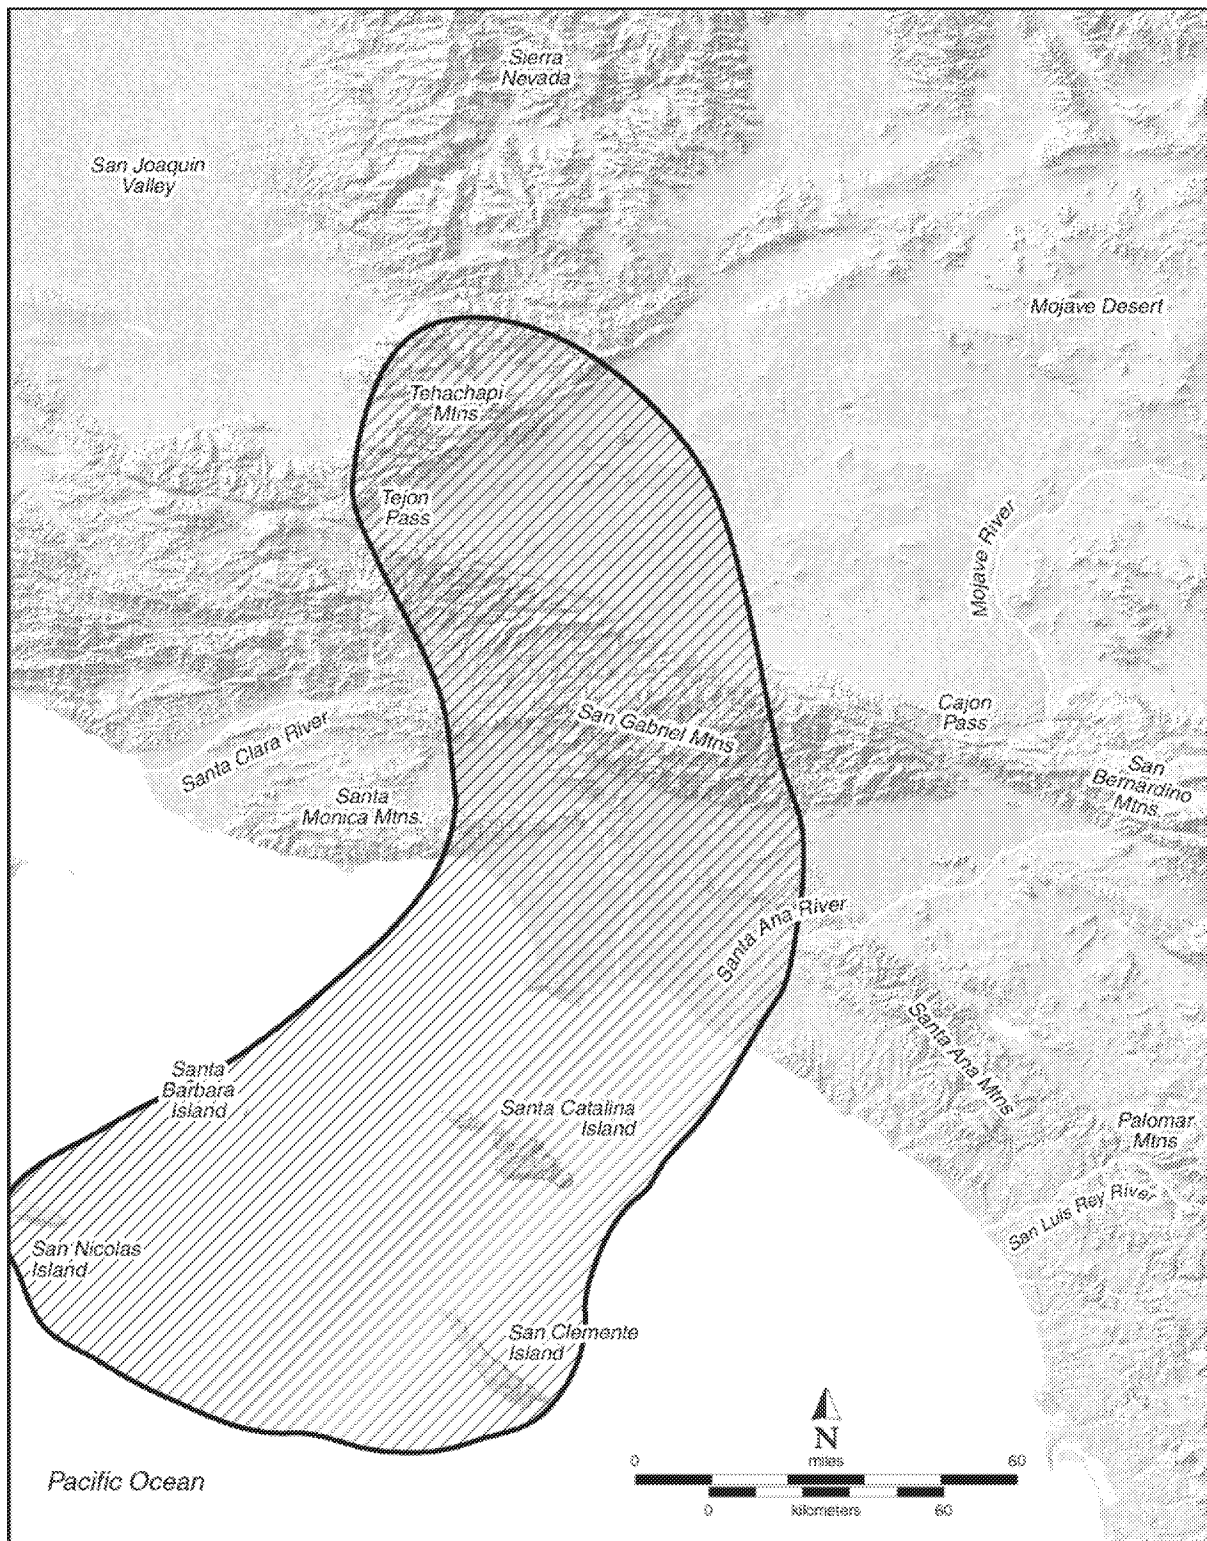 Sierra
Nevada
San Joaquin
Valley
Mojave Desert
Tehachapi
Mtns.
Tejon
Pass
Mojave River
Cajon
Pass
San Gabriel Mtns
Santa Clara River
San
Bernardino
Mtns.
Santa
Monica Mtns.
Santa Ana River
Santa Ana Mtns
Santa
Barbara
Island
Santa Catalina
Island
Palomar
Mtns
San Luis Rey River
San Nicolas
Island
San Clemente
Island
N
0 miles 60
Pacific Ocean
0 kilometers 60